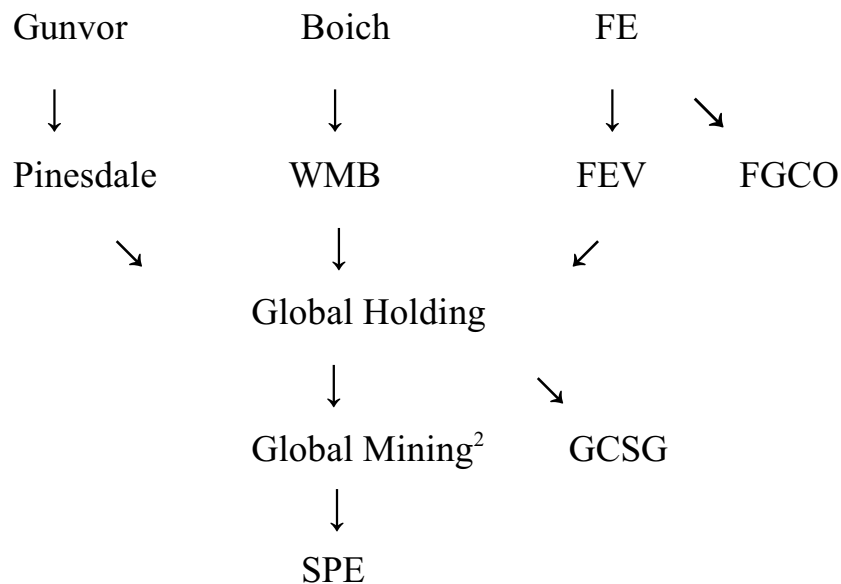 Gunvor Boich FE
↓ ↓ ↓ ↘
Pinesdale WMB FEV FGCO
↘ ↓ ↙
Global Holding
↓ ↘
Global Mining² GCSG
↓
SPE